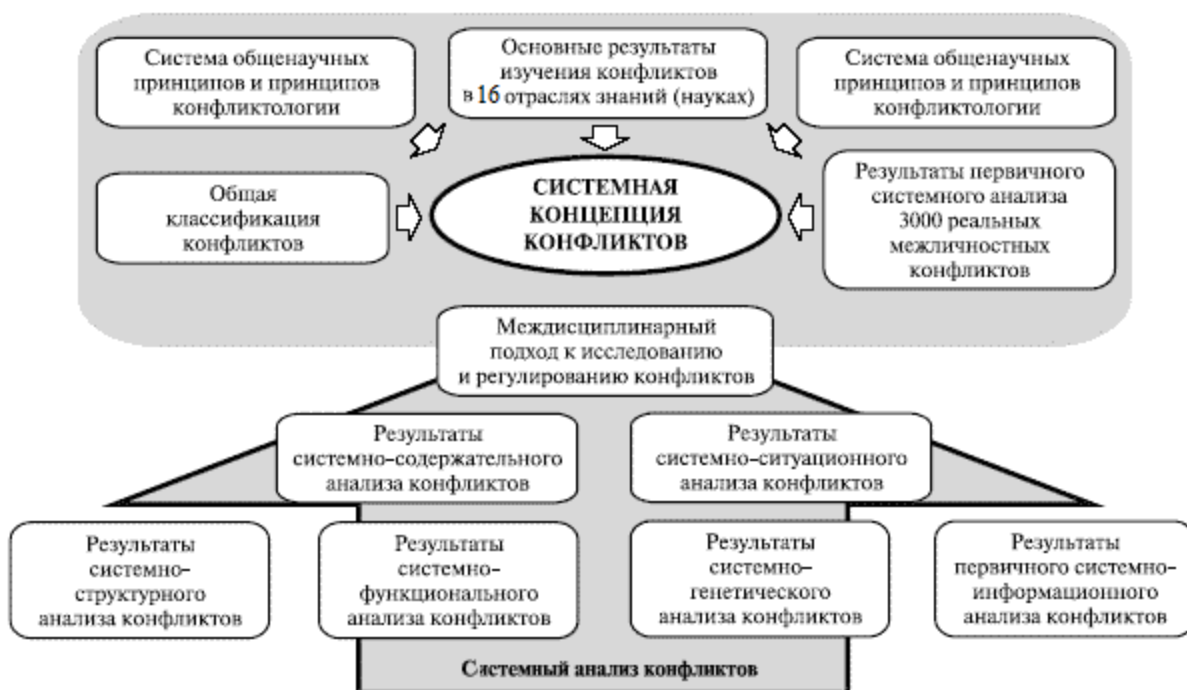 Система общенаучных
принципов и принципов
конфликтологии
Основные результаты
изучения конфликтов
в 16 отраслях знаний (науках)
Система общенаучных
принципов и принципов
конфликтологии
Общая
классификация
конфликтов
СИСТЕМНАЯ
КОНЦЕПЦИЯ
КОНФЛИКТОВ
Результаты первичного
системного анализа
3000 реальных
межличностных
конфликтов
Междисциплинарный
подход к исследованию
и регулированию конфликтов
Результаты
системно-содержательного
анализа конфликтов
Результаты
системно-ситуационного
анализа конфликтов
Результаты
системно-
структурного
анализа конфликтов
Результаты
системно-
функционального
анализа конфликтов
Результаты
системно-
генетического
анализа конфликтов
Результаты
первичного системно-
информационного
анализа конфликтов
Системный анализ конфликтов